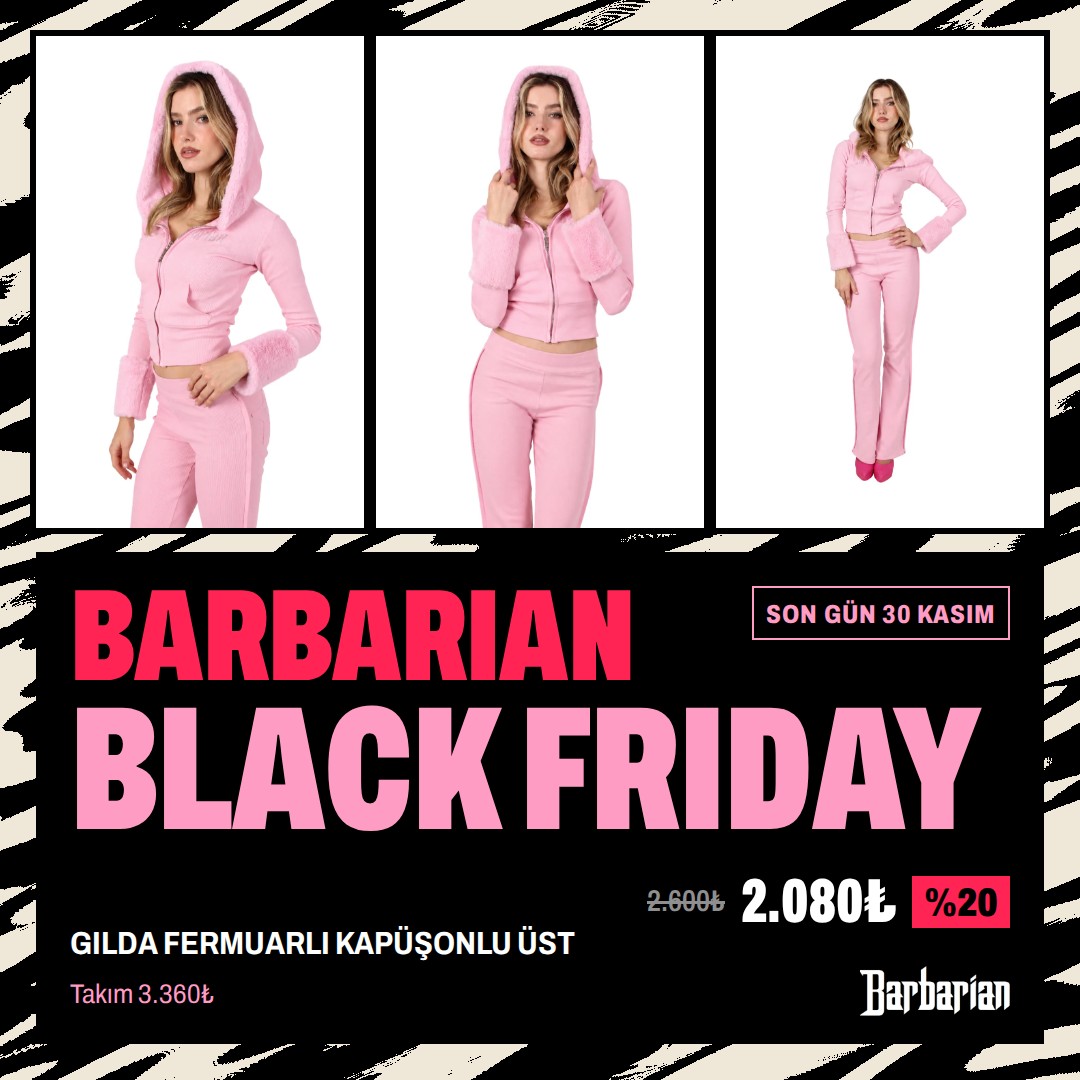 BARBARIAN
SON GÜN 30 KASIM
BLACK FRIDAY
2.600₺ 2.080₺ %20
GILDA FERMUARLI KAPÜŞONLU ÜST
Takım 3.360₺
Barbarian